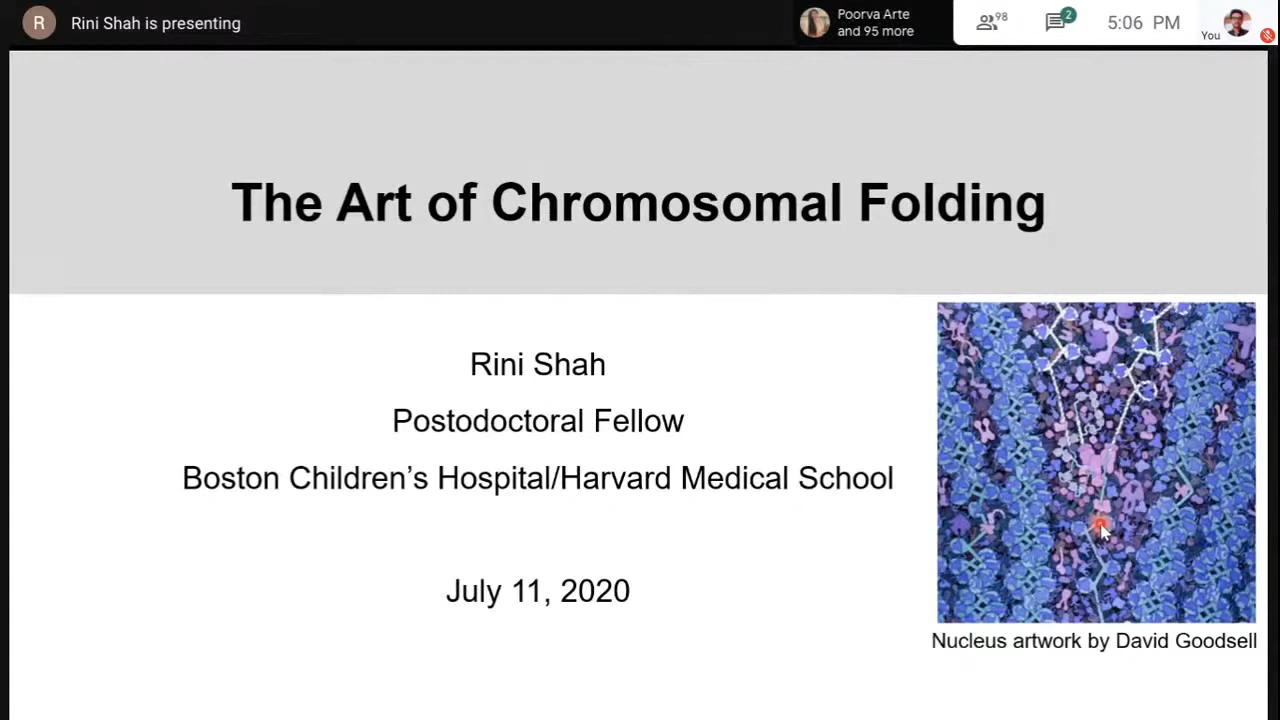 R
Rini Shah is presenting
Poorva Arte
and 95 more
98
2
5:06 PM
You
The Art of Chromosomal Folding
Rini Shah
Postodoctoral Fellow
Boston Children's Hospital/Harvard Medical School
July 11, 2020
Nucleus artwork by David Goodsell